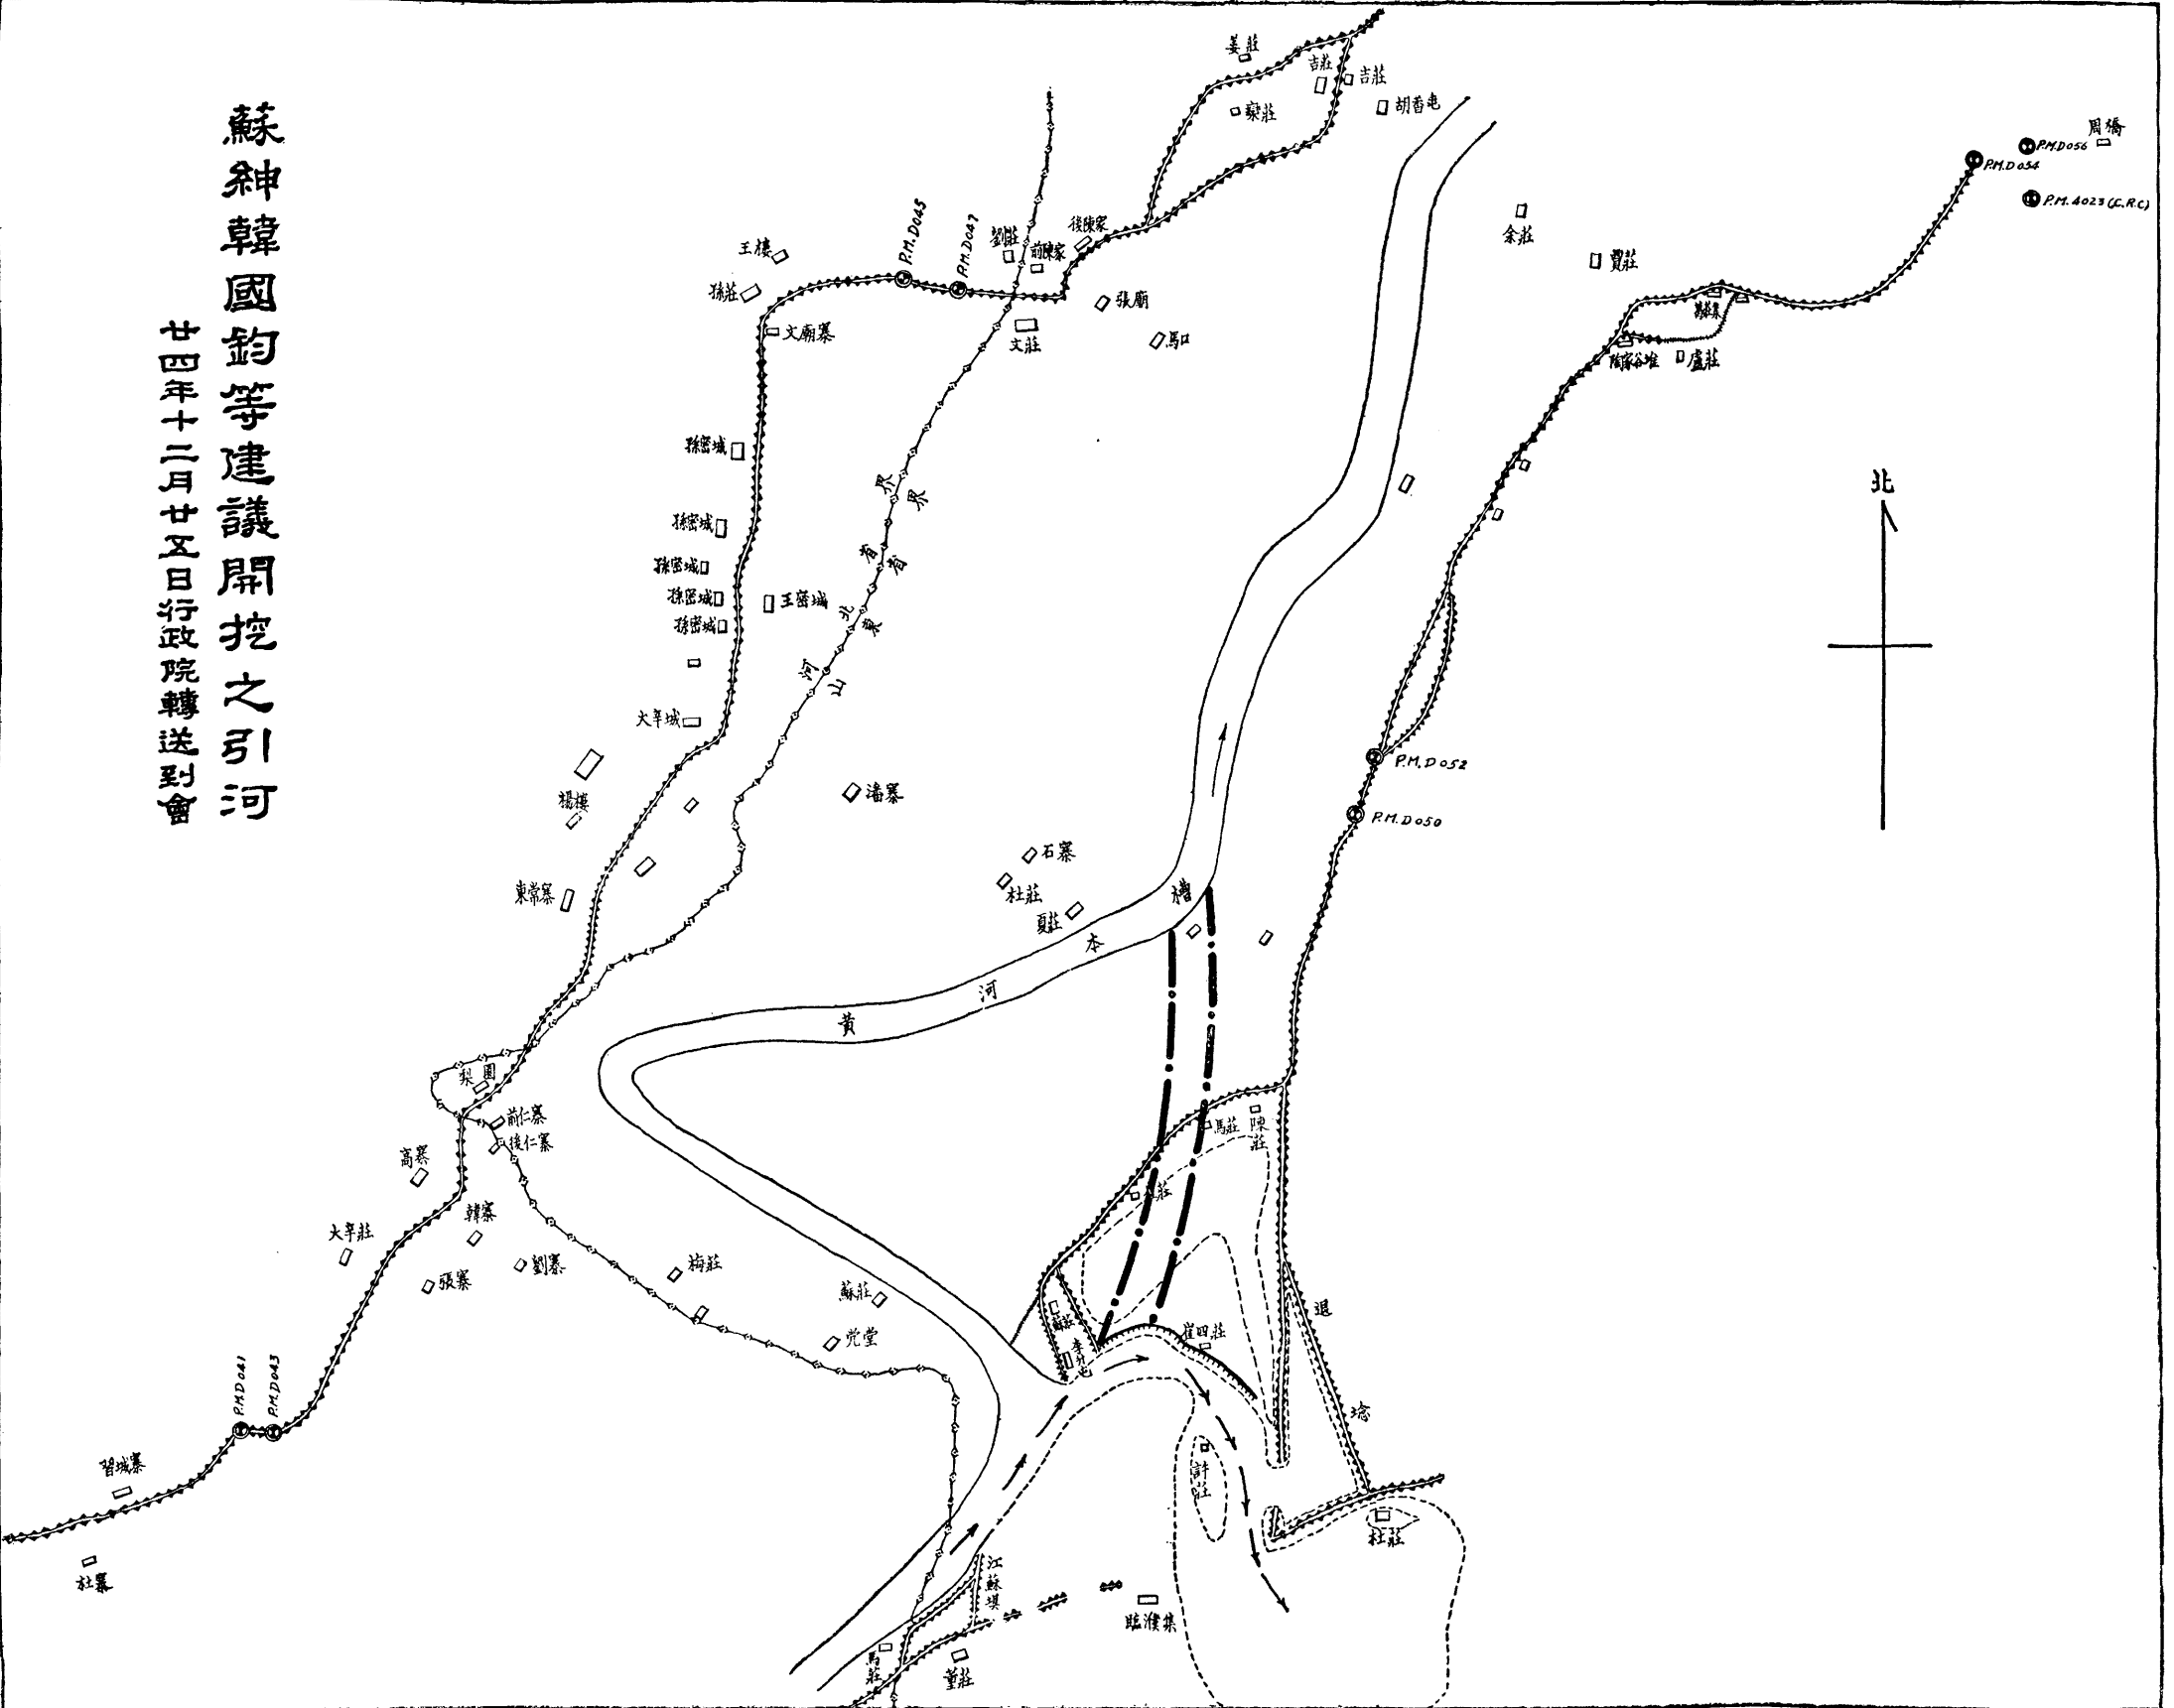 蘇紳韓國鈞等建議開挖之引河
廿四年十二月廿五日行政院轉送到會
姜莊
吉莊
吉莊
蔡莊
周橋
P.M.D056
P.M.D054
P.M.4023(C.R.C)
余莊
賈莊
盧莊
P.M.D045
P.M.D047
劉莊
前陳家
後陳家
王樓
孫莊
文廟寨
文莊
張廟
馬口
孫密城
孫密城
孫密城
孫密城
孫密城
王密城
河北省界
山東省界
北
大辛城
楊樓
潘寨
P.M.D052
P.M.D050
石寨
杜莊
夏莊
東常寨
黃河本槽
梨園
前仁寨
後仁寨
高寨
韓寨
大辛莊
張寨
劉寨
梅莊
蘇莊
党堂
馬莊
陳莊
崔四莊
李升屯
退埝
許莊
杜莊
P.M.D041
P.M.D043
習城寨
杜寨
江蘇壩
臨濮集
馬莊
董莊